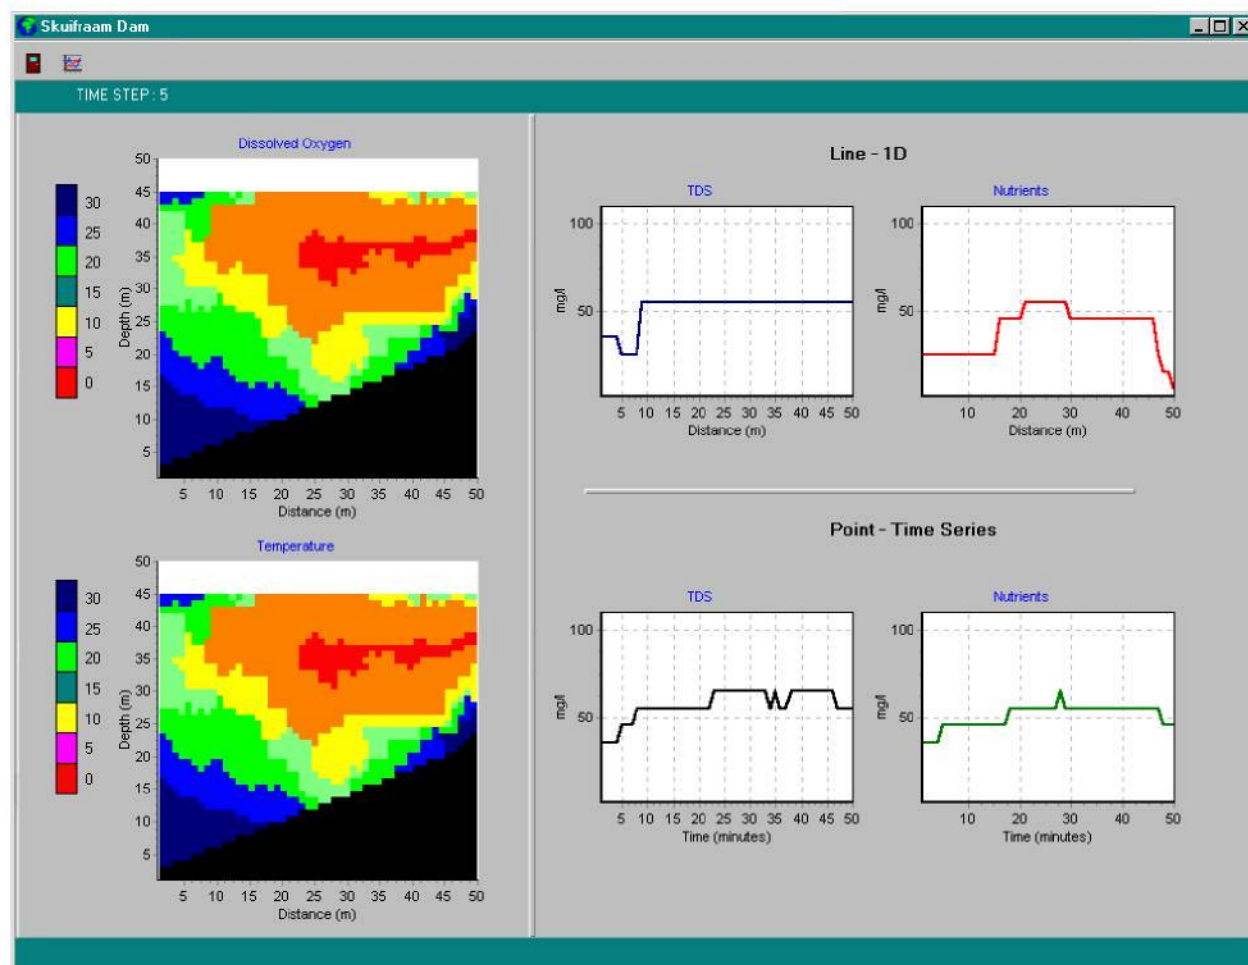 Skuifraam Dam
TIME STEP: 5
Dissolved Oxygen
30
25
20
15
10
5
0
Depth (m)
50
45
40
35
30
25
20
15
10
5
5 10 15 20 25 30 35 40 45 50
Distance (m)
Temperature
30
25
20
15
10
5
0
Depth (m)
50
45
40
35
30
25
20
15
10
5
5 10 15 20 25 30 35 40 45 50
Distance (m)
Line - 1D
TDS
mg/l
100
50
5 10 15 20 25 30 35 40 45 50
Distance (m)
Nutrients
mg/l
100
50
10 20 30 40 50
Distance (m)
Point - Time Series
TDS
mg/l
100
50
5 10 15 20 25 30 35 40 45 50
Time (minutes)
Nutrients
mg/l
100
50
10 20 30 40 50
Time (minutes)